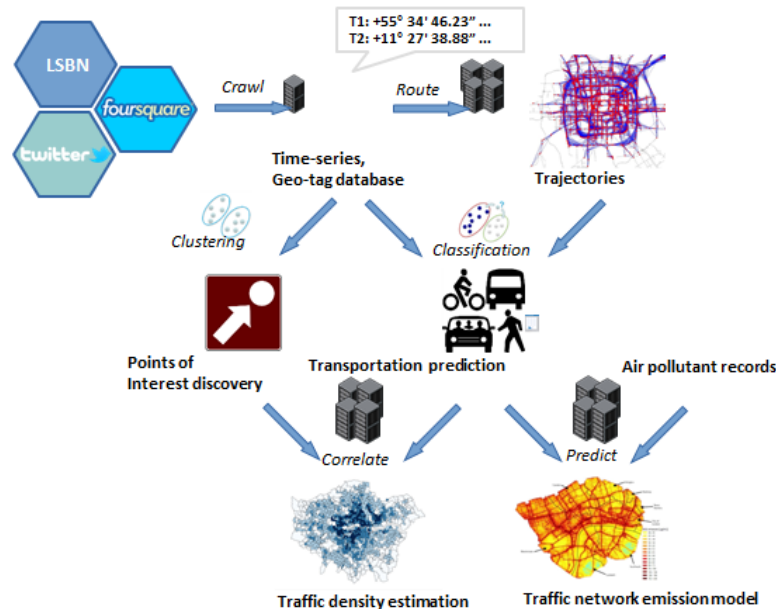 T1: +55° 34' 46.23” ...
T2: +11° 27' 38.88” ...
LSBN
foursquare
twitter
Crawl
Route
Time-series,
Geo-tag database
Trajectories
Clustering
Classification
Points of
Interest discovery
Transportation prediction
Air pollutant records
Correlate
Predict
Traffic density estimation
Traffic network emission model